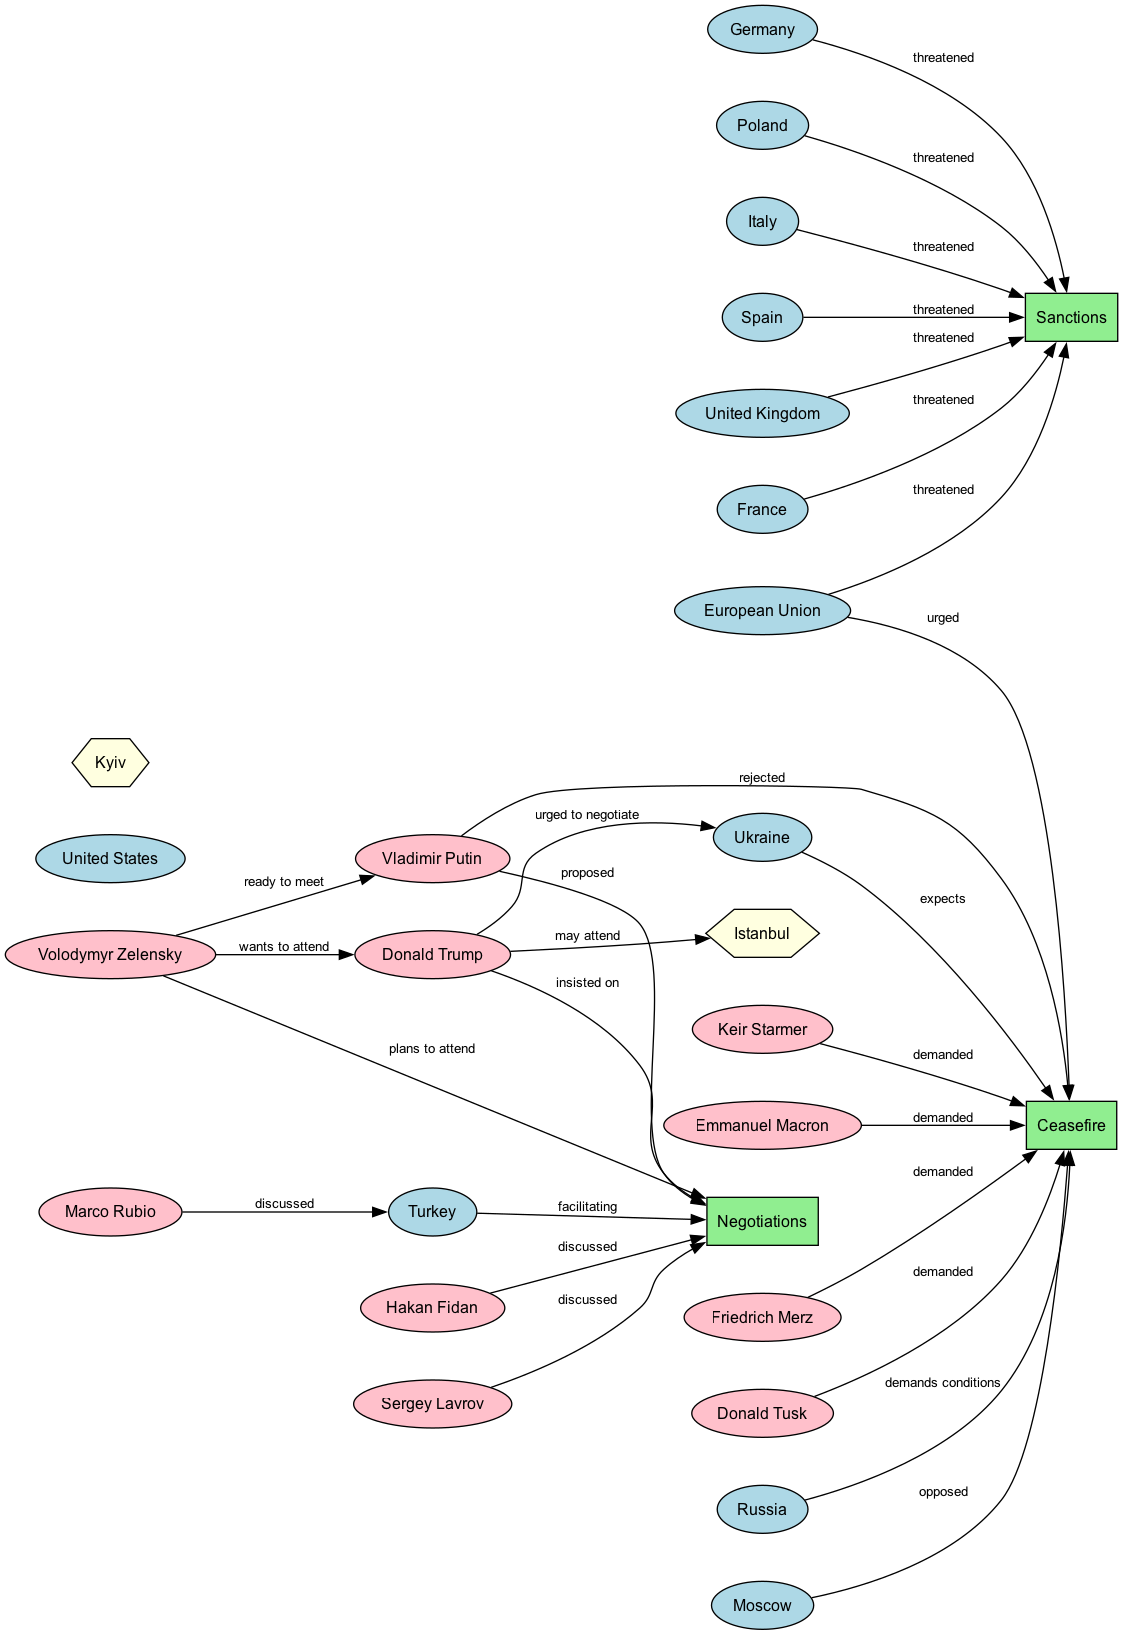 Germany
threatened
Poland
threatened
Italy
threatened
Spain
threatened
Sanctions
United Kingdom
threatened
France
threatened
European Union
threatened
urged
Kyiv
United States
Volodymyr Zelensky
ready to meet
wants to attend
plans to attend
Vladimir Putin
rejected
proposed
Donald Trump
urged to negotiate
may attend
insisted on
Ukraine
expects
Istanbul
Keir Starmer
demanded
Emmanuel Macron
demanded
Ceasefire
Marco Rubio
discussed
Turkey
facilitating
Negotiations
Hakan Fidan
discussed
Sergey Lavrov
discussed
Friedrich Merz
demanded
Donald Tusk
demanded
Russia
demands conditions
Moscow
opposed